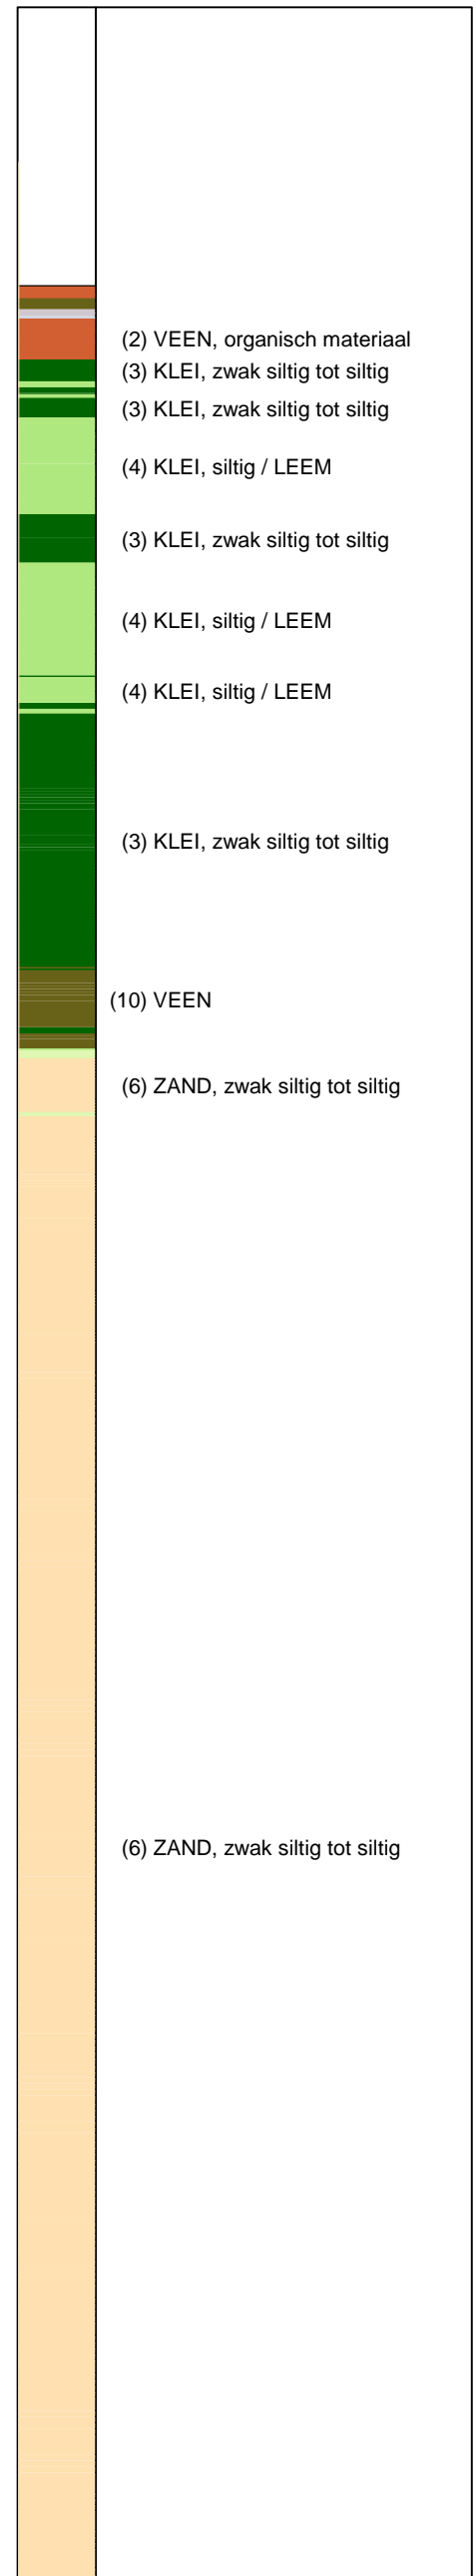 (2) VEEN, organisch materiaal
(3) KLEI, zwak siltig tot siltig
(3) KLEI, zwak siltig tot siltig
(4) KLEI, siltig / LEEM
(3) KLEI, zwak siltig tot siltig
(4) KLEI, siltig / LEEM
(4) KLEI, siltig / LEEM
(3) KLEI, zwak siltig tot siltig
(10) VEEN
(6) ZAND, zwak siltig tot siltig
(6) ZAND, zwak siltig tot siltig